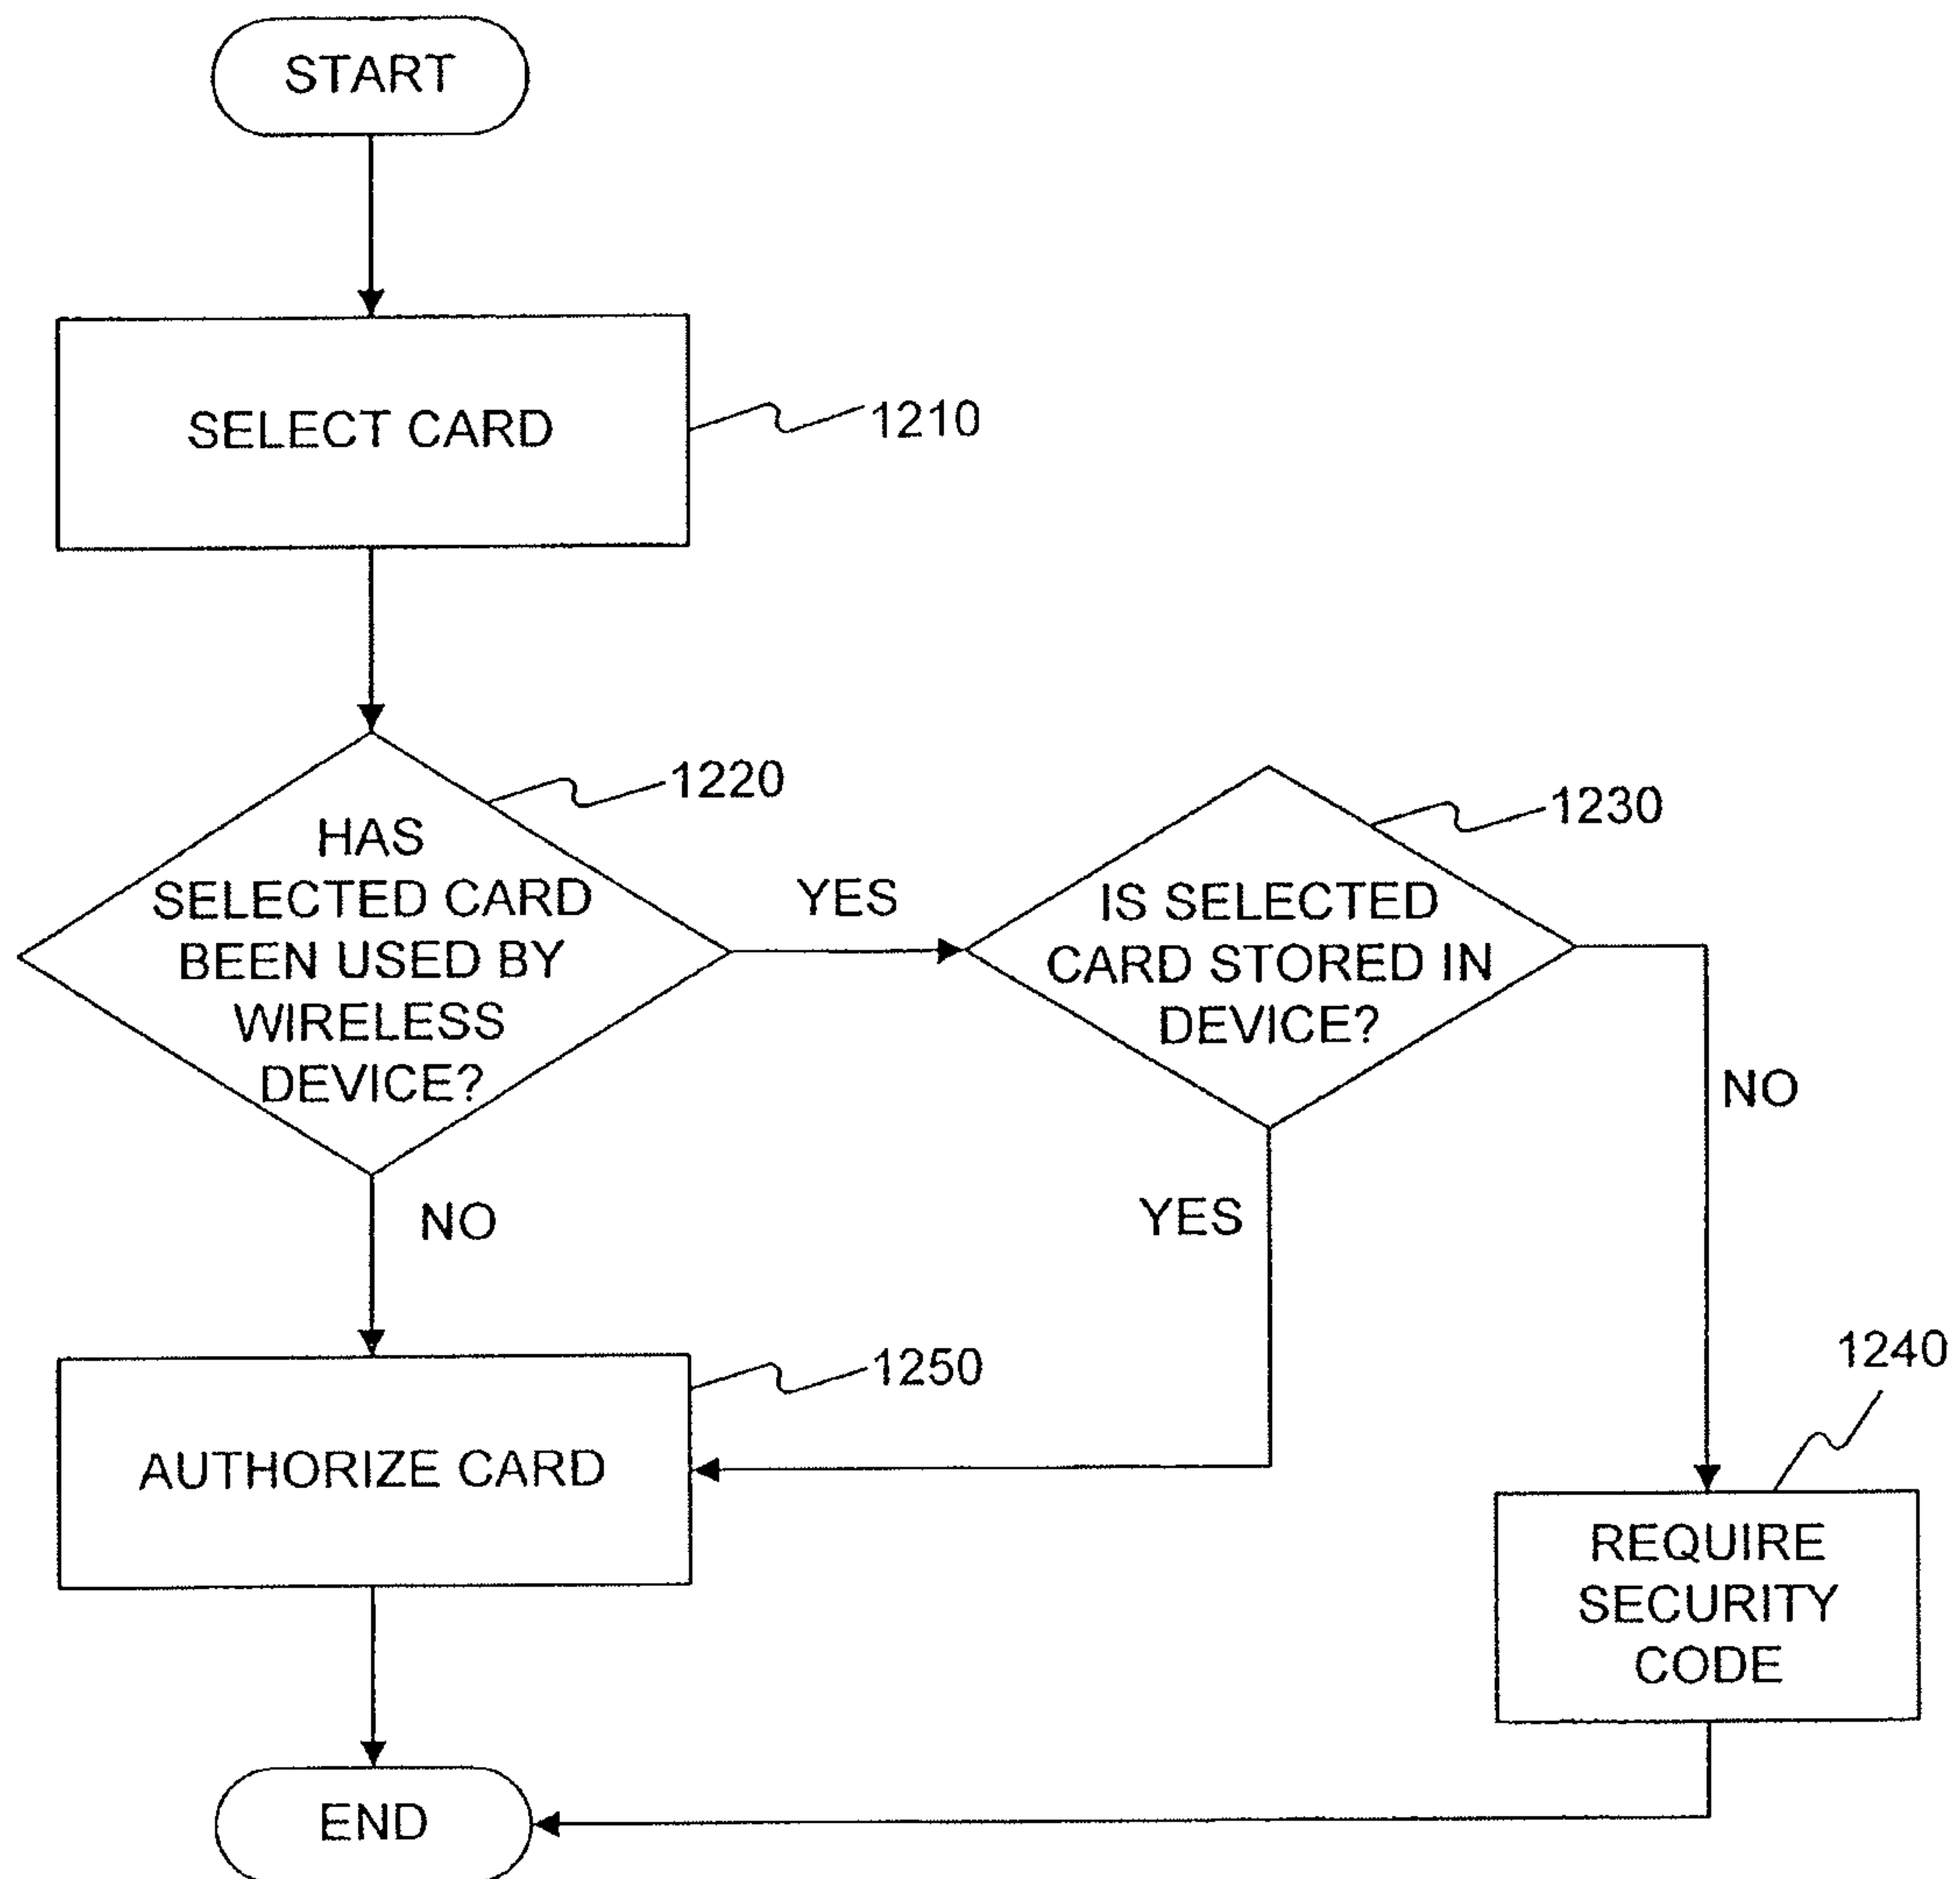 START
SELECT CARD
1210
HAS
SELECTED CARD
BEEN USED BY
WIRELESS
DEVICE?
1220
YES
NO
IS SELECTED
CARD STORED IN
DEVICE?
1230
YES
NO
AUTHORIZE CARD
1250
REQUIRE
SECURITY
CODE
1240
END